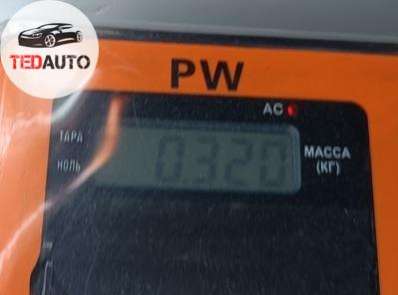 TEDAUTO
PW
AC
ТАРА
НОЛЬ
0.320
МАССА
(КГ)